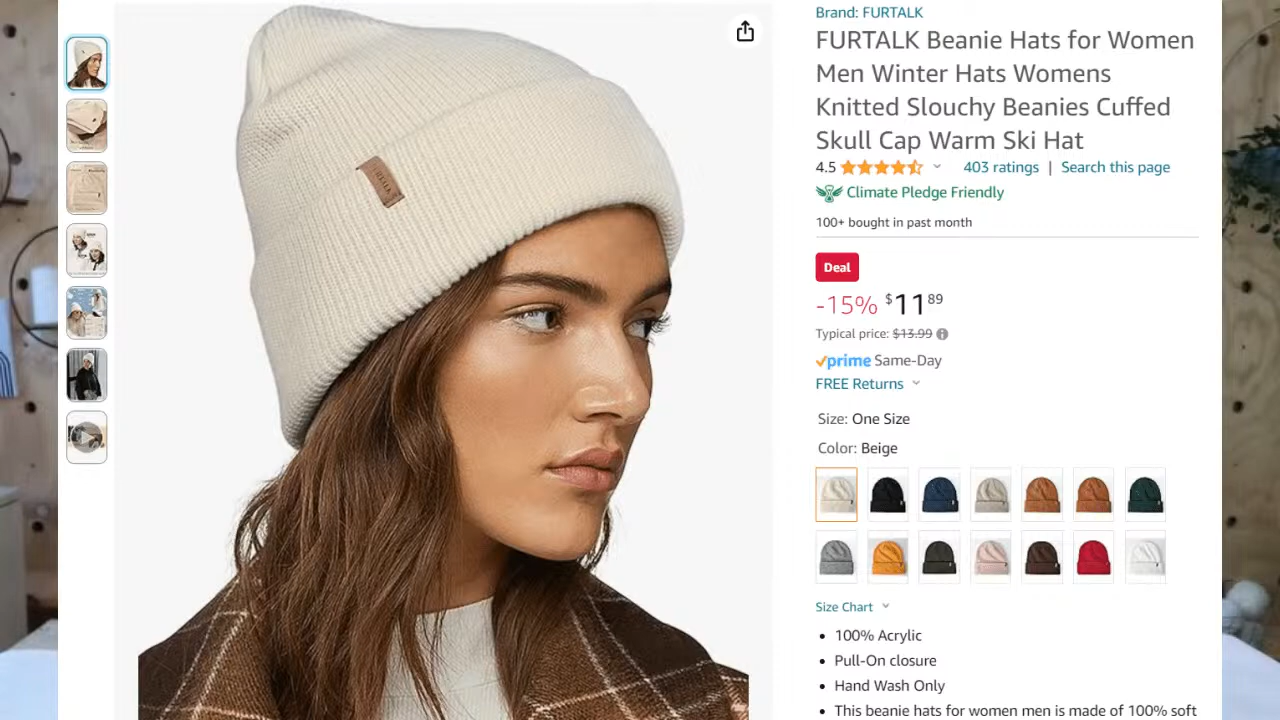 Brand: FURTALK
FURTALK Beanie Hats for Women
Men Winter Hats Womens
Knitted Slouchy Beanies Cuffed
Skull Cap Warm Ski Hat
4.5 403 ratings | Search this page
Climate Pledge Friendly
100+ bought in past month
Deal
-15% $11 89
Typical price: $13.99
prime Same-Day
FREE Returns
Size: One Size
Color: Beige
Size Chart
• 100% Acrylic
• Pull-On closure
• Hand Wash Only
• This beanie hats for women men is made of 100% soft
FURTALK